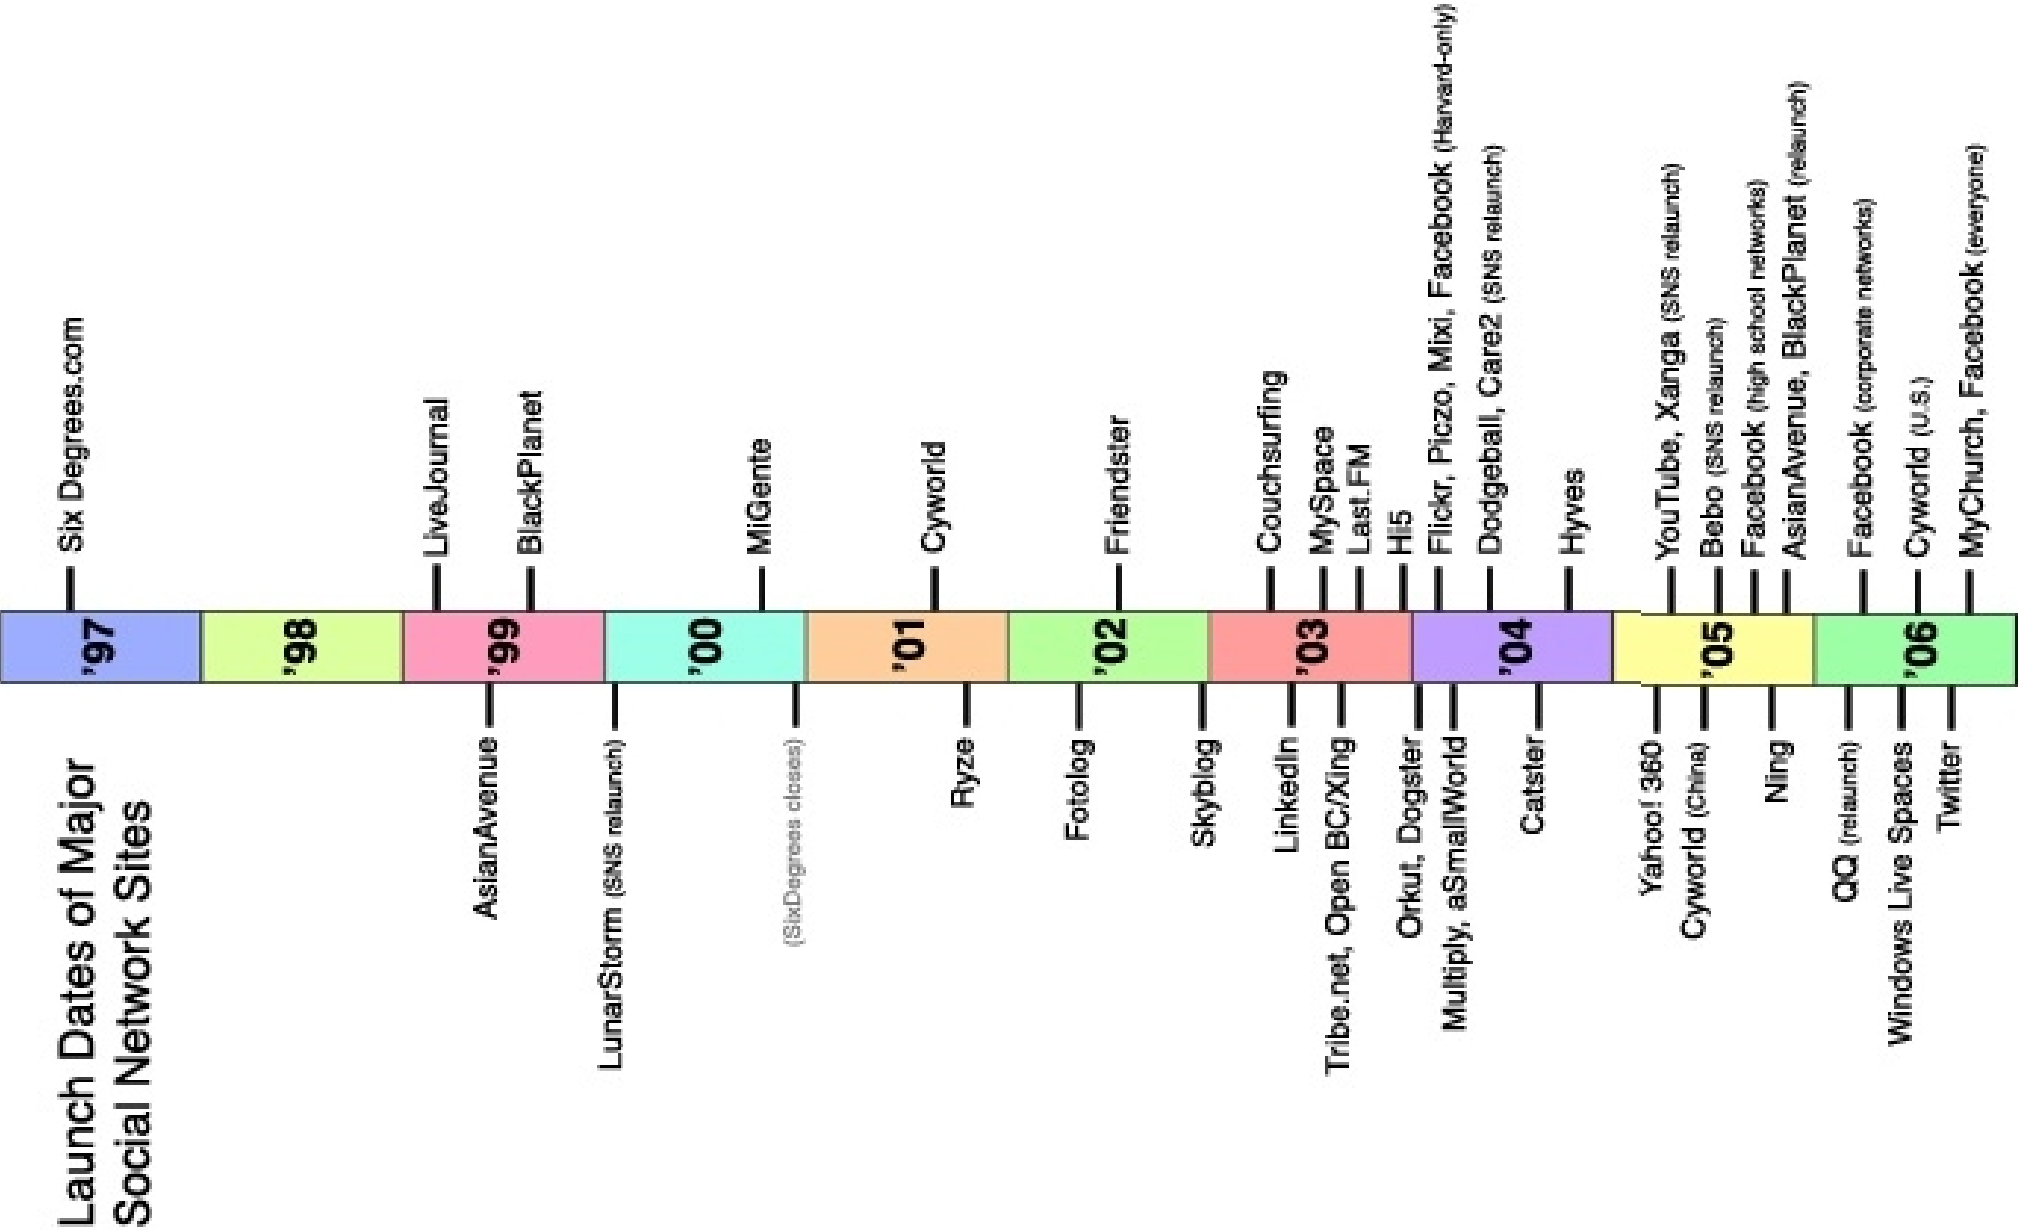 Launch Dates of Major
Social Network Sites
'97
Six Degrees.com
'98
'99
LiveJournal
AsianAvenue
BlackPlanet
'00
LunarStorm (SNS relaunch)
MiGente
(SixDegrees closes)
'01
Cyworld
Ryze
'02
Fotolog
Friendster
Skyblog
'03
Couchsurfing
LinkedIn
MySpace
Tribe.net, Open BC/Xing
Last.FM
Hi5
'04
Orkut, Dogster
Flickr, Piczo, Mixi, Facebook (Harvard-only)
Multiply, aSmallWorld
Dodgeball, Care2 (SNS relaunch)
Catster
Hyves
'05
Yahoo! 360
YouTube, Xanga (SNS relaunch)
Cyworld (China)
Bebo (SNS relaunch)
Facebook (high school networks)
Ning
AsianAvenue, BlackPlanet (relaunch)
'06
QQ (relaunch)
Facebook (corporate networks)
Windows Live Spaces
Cyworld (U.S.)
Twitter
MyChurch, Facebook (everyone)